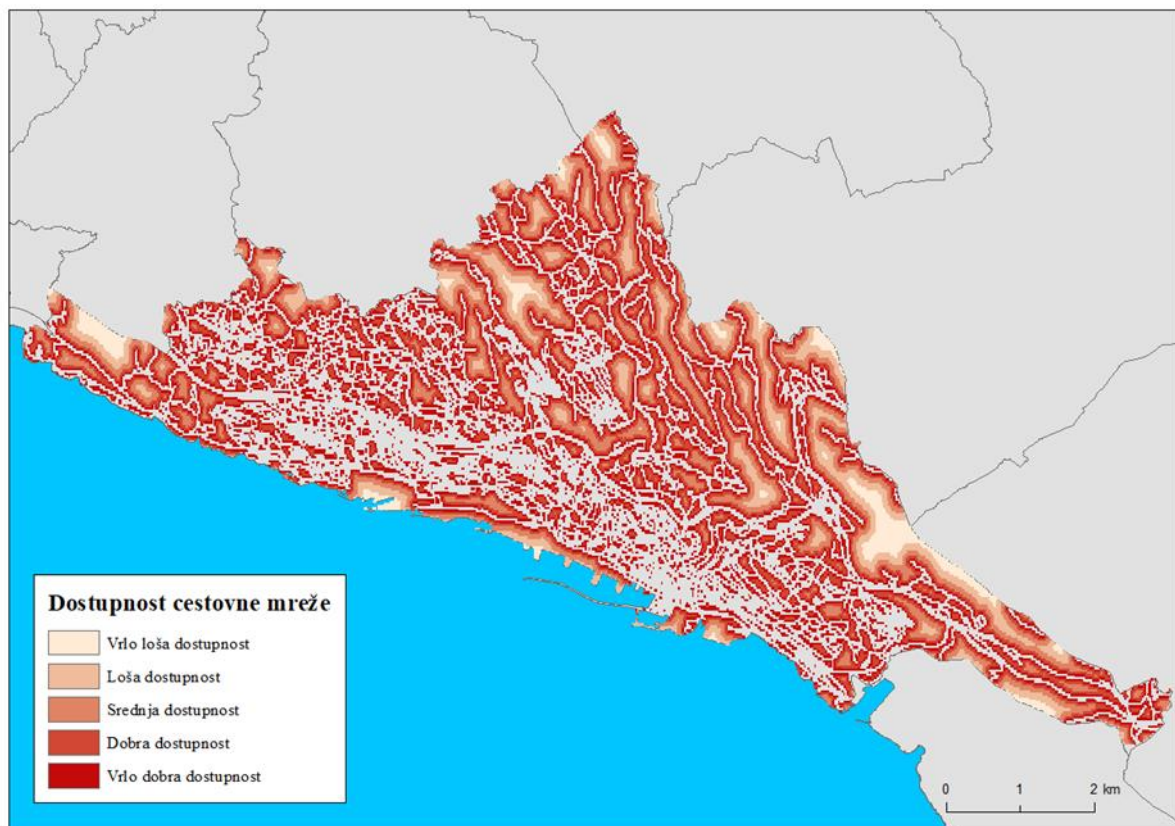 Dostupnost cestovne mreže
Vrlo loša dostupnost
Loša dostupnost
Srednja dostupnost
Dobra dostupnost
Vrlo dobra dostupnost
0 1 2 km